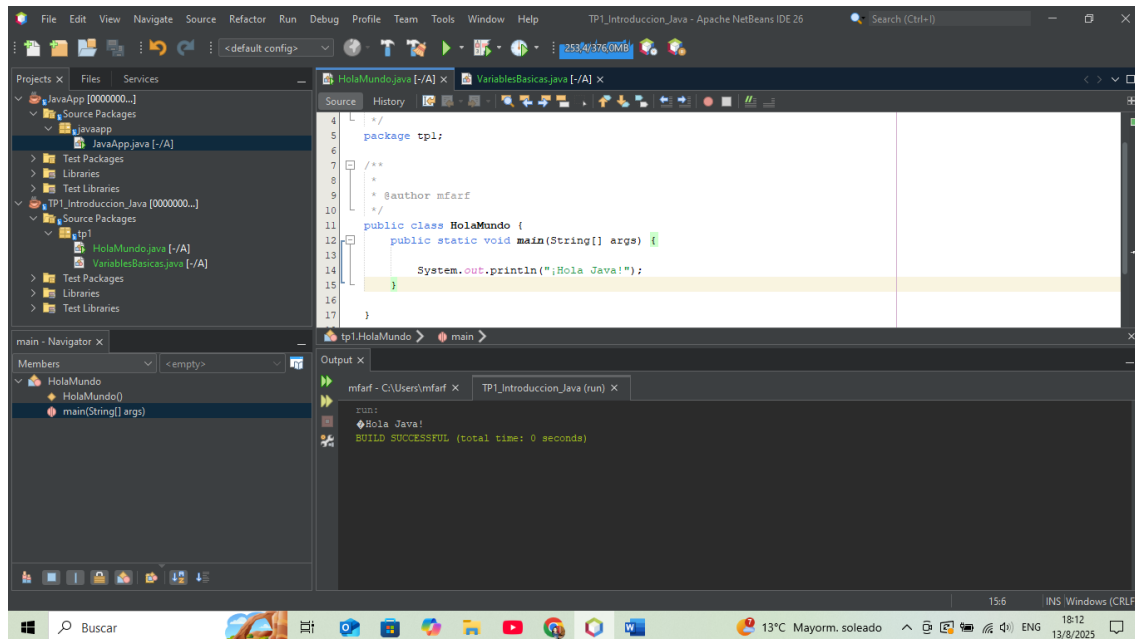 File Edit View Navigate Source Refactor Run Debug Profile Team Tools Window Help TP1_Introduccion_Java - Apache NetBeans IDE 26 Search (Ctrl+I)
<default config> 253,4/376,0MB
Projects Files Services
JavaApp [0000000...]
Source Packages
javaapp
JavaApp.java [-/A]
Test Packages
Libraries
Test Libraries
TP1_Introduccion_Java [0000000...]
Source Packages
tp1
HolaMundo.java [-/A]
VariablesBasicas.java [-/A]
Test Packages
Libraries
Test Libraries
HolaMundo.java [-/A] VariablesBasicas.java [-/A]
Source History
4 */
5 package tp1;
6
7 /**
8 *
9 * @author mfarf
10 */
11 public class HolaMundo {
12 public static void main(String[] args) {
13
14 System.out.println("¡Hola Java!");
15 }
16
17 }
tp1.HolaMundo main
main - Navigator
Members <empty>
HolaMundo
HolaMundo()
main(String[] args)
Output
mfarf - C:\Users\mfarf TP1_Introduccion_Java (run)
run:
�Hola Java!
BUILD SUCCESSFUL (total time: 0 seconds)
15:6 INS Windows (CRLF
Buscar 13°C Mayorm. soleado ENG 18:12
13/8/2025